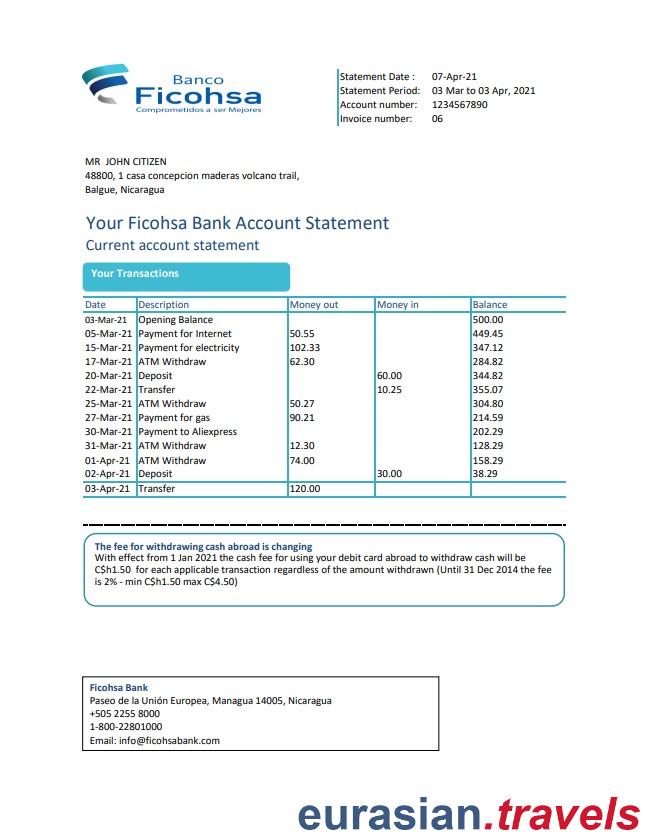 Banco
Ficohsa
Comprometidos a ser Mejores
Statement Date : 07-Apr-21
Statement Period: 03 Mar to 03 Apr, 2021
Account number: 1234567890
Invoice number: 06
MR JOHN CITIZEN
48800, 1 casa concepcion maderas volcano trail,
Balgue, Nicaragua
Your Ficohsa Bank Account Statement
Current account statement
Your Transactions
Date Description Money out Money in Balance
03-Mar-21 Opening Balance 500.00
05-Mar-21 Payment for Internet 50.55 449.45
15-Mar-21 Payment for electricity 102.33 347.12
17-Mar-21 ATM Withdraw 62.30 284.82
20-Mar-21 Deposit 60.00 344.82
22-Mar-21 Transfer 10.25 355.07
25-Mar-21 ATM Withdraw 50.27 304.80
27-Mar-21 Payment for gas 90.21 214.59
30-Mar-21 Payment to Aliexpress 202.29
31-Mar-21 ATM Withdraw 12.30 128.29
01-Apr-21 ATM Withdraw 74.00 158.29
02-Apr-21 Deposit 30.00 38.29
03-Apr-21 Transfer 120.00
The fee for withdrawing cash abroad is changing
With effect from 1 Jan 2021 the cash fee for using your debit card abroad to withdraw cash will be
C$h1.50 for each applicable transaction regardless of the amount withdrawn (Until 31 Dec 2014 the fee
is 2% - min C$h1.50 max C$4.50)
Ficohsa Bank
Paseo de la Unión Europea, Managua 14005, Nicaragua
+505 2255 8000
1-800-22801000
Email: info@ficohsabank.com
eurasian.travels